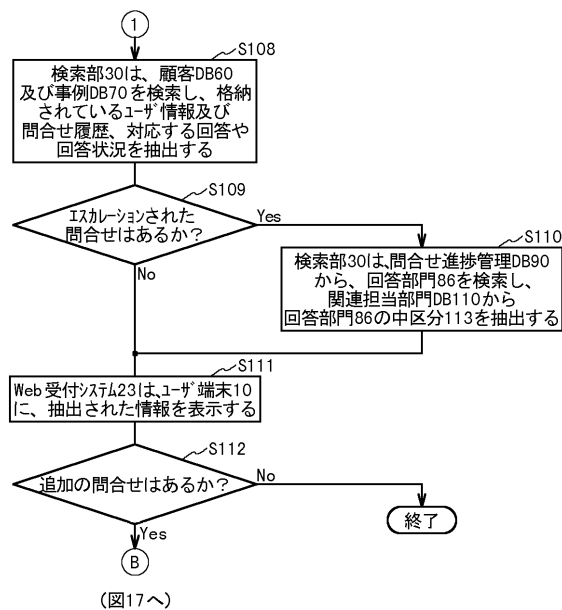 1
S108
検索部30は、顧客DB60
及び事例DB70を検索し、格納
されているユーザ情報及び
問合せ履歴、対応する回答や
回答状況を抽出する
S109
エスカレーションされた
問合せはあるか？
Yes
No
S110
検索部30は、問合せ進捗管理DB90
から、回答部門86を検索し、
関連担当部門DB110から
回答部門86の中区分113を抽出する
S111
Web受付システム23は、ユーザ端末10
に、抽出された情報を表示する
S112
追加の問合せはあるか？
No
Yes
終了
B
(図17へ)